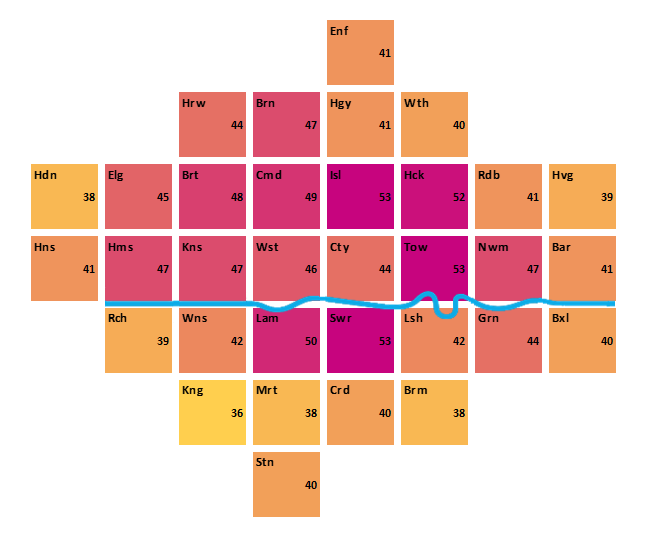 Enf
41
Hrw Brn Hgy Wth
44 47 41 40
Hdn Elg Brt Cmd Isl Hck Rdb Hvg
38 45 48 49 53 52 41 39
Hns Hms Kns Wst Cty Tow Nwm Bar
41 47 47 46 44 53 47 41
Rch Wns Lam Swr Lsh Grn Bxl
39 42 50 53 42 44 40
Kng Mrt Crd Brm
36 38 40 38
Stn
40